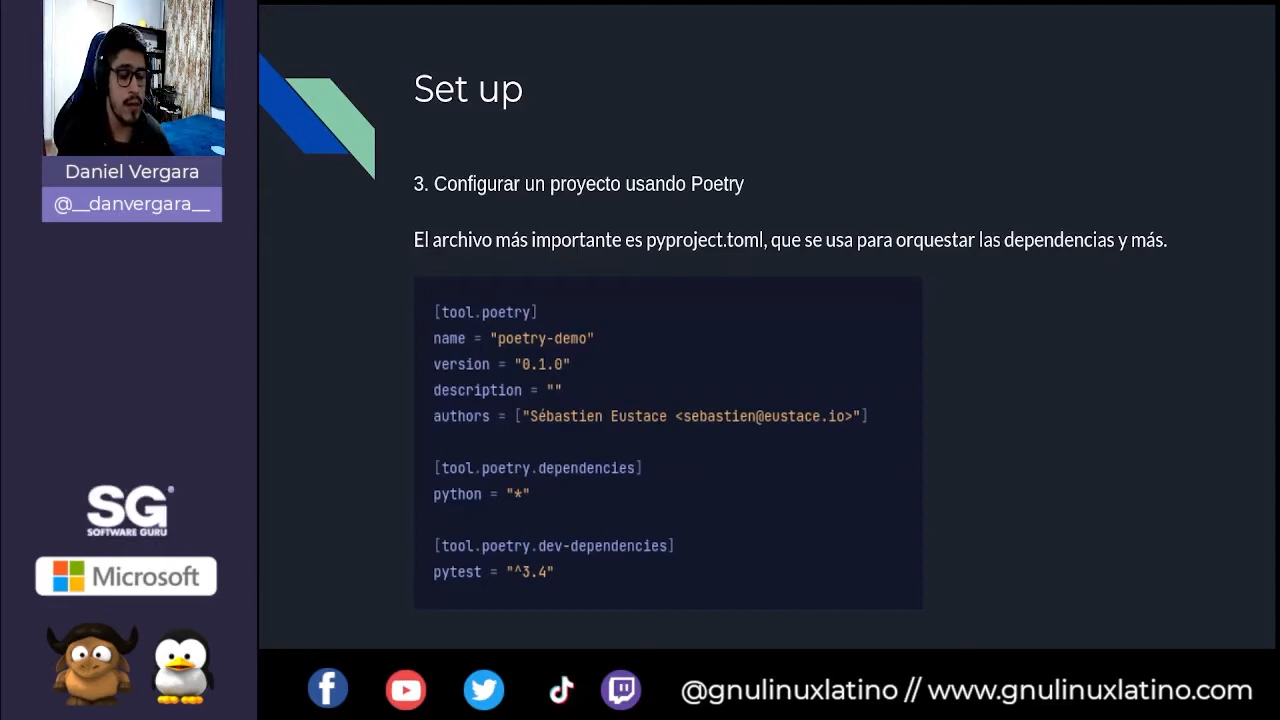 Daniel Vergara
@__danvergara__
SG
SOFTWARE GURU
Microsoft
Set up
3. Configurar un proyecto usando Poetry
El archivo más importante es pyproject.toml, que se usa para orquestar las dependencias y más.
[tool.poetry]
name = "poetry-demo"
version = "0.1.0"
description = ""
authors = ["Sébastien Eustace <sebastien@eustace.io>"]
[tool.poetry.dependencies]
python = "*"
[tool.poetry.dev-dependencies]
pytest = "^3.4"
@gnulinuxlatino // www.gnulinuxlatino.com